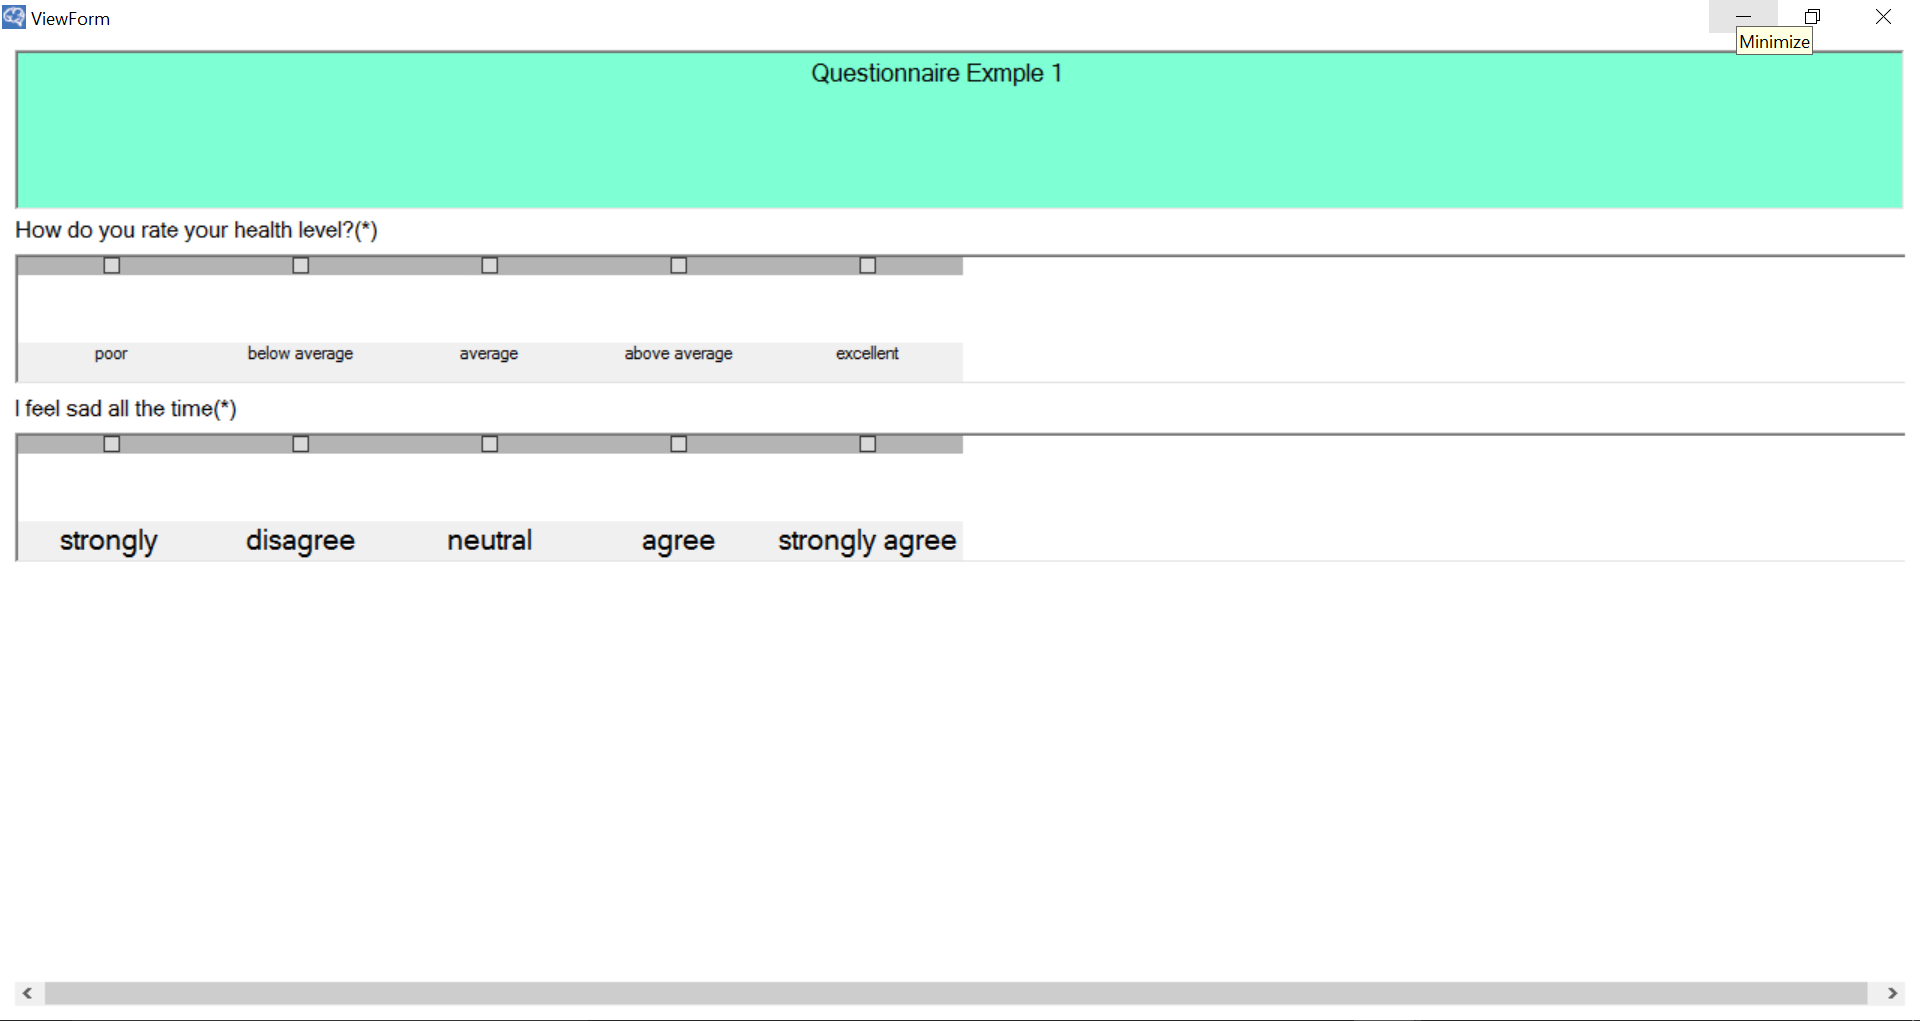 ViewForm
Minimize
Questionnaire Exmple 1
How do you rate your health level?(*)
poor below average average above average excellent
I feel sad all the time(*)
strongly disagree neutral agree strongly agree